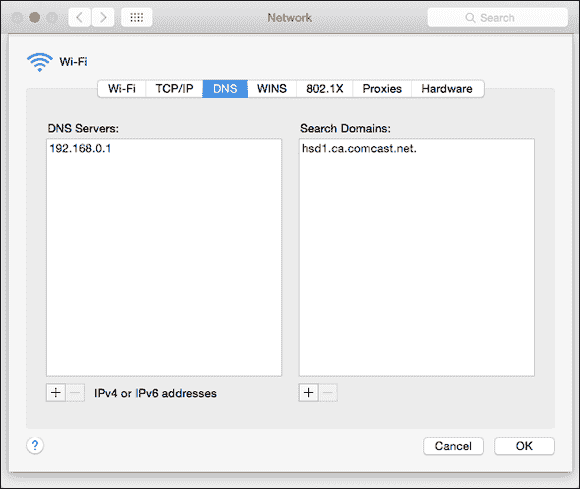 Network
Search
Wi-Fi
Wi-Fi TCP/IP DNS WINS 802.1X Proxies Hardware
DNS Servers: Search Domains:
192.168.0.1 hsd1.ca.comcast.net.
+ − IPv4 or IPv6 addresses + −
? Cancel OK